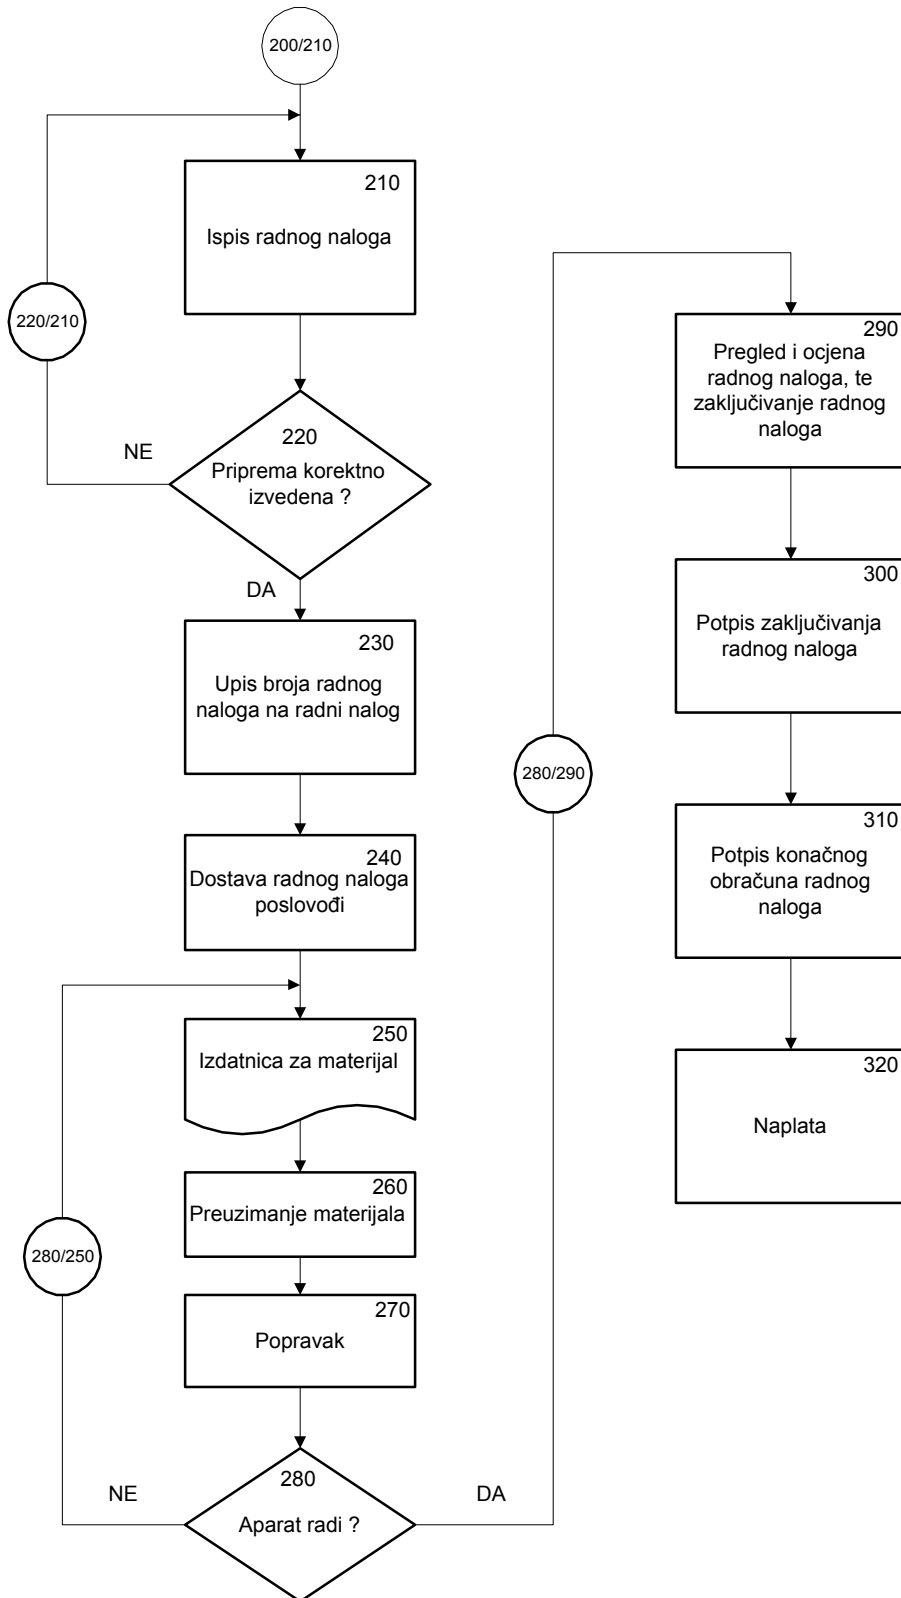 200/210
210
Ispis radnog naloga
220/210
220
Priprema korektno
izvedena ?
NE
DA
230
Upis broja radnog
naloga na radni nalog
240
Dostava radnog naloga
poslovođi
250
Izdatnica za materijal
260
Preuzimanje materijala
280/250
270
Popravak
280
Aparat radi ?
NE
DA
280/290
290
Pregled i ocjena
radnog naloga, te
zaključivanje radnog
naloga
300
Potpis zaključivanja
radnog naloga
310
Potpis konačnog
obračuna radnog
naloga
320
Naplata